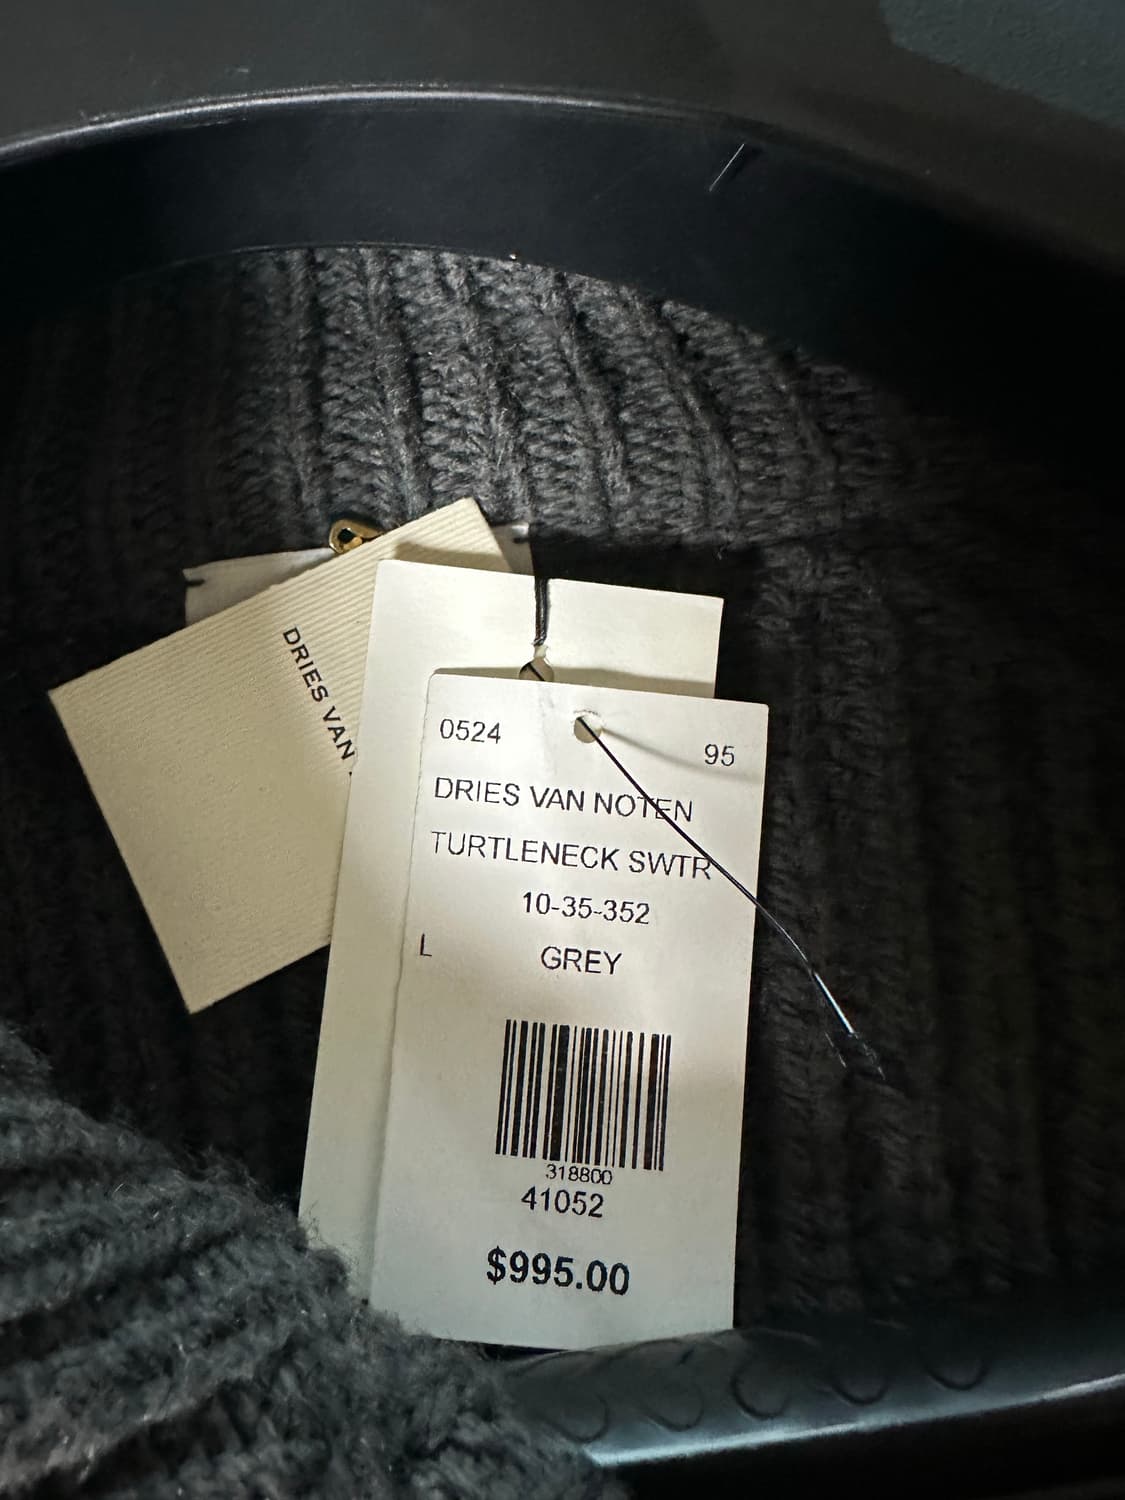 DRIES VAN
0524
95
DRIES VAN NOTEN
TURTLENECK SWTR
10-35-352
L
GREY
318800
41052
$995.00